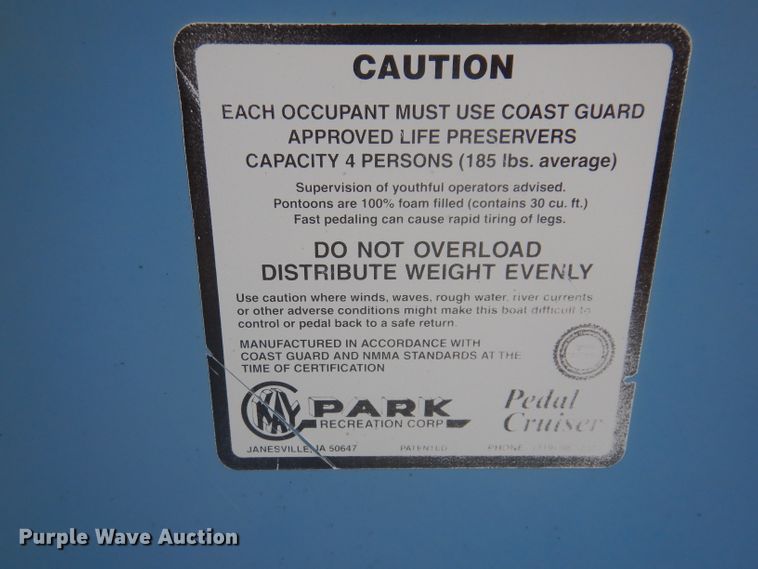 CAUTION
EACH OCCUPANT MUST USE COAST GUARD
APPROVED LIFE PRESERVERS
CAPACITY 4 PERSONS (185 lbs. average)
Supervision of youthful operators advised.
Pontoons are 100% foam filled (contains 30 cu. ft.)
Fast pedaling can cause rapid tiring of legs.
DO NOT OVERLOAD
DISTRIBUTE WEIGHT EVENLY
Use caution where winds, waves, rough water, river currents
or other adverse conditions might make this boat difficult to
control or pedal back to a safe return.
MANUFACTURED IN ACCORDANCE WITH
COAST GUARD AND NMMA STANDARDS AT THE
TIME OF CERTIFICATION
PARK
RECREATION CORP
Pedal
Cruiser
JANESVILLE, IA 50647 PATENTED PHONE
Purple Wave Auction